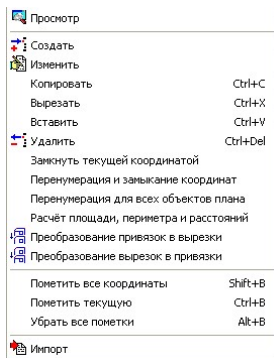 Просмотр
Создать
Изменить
Копировать Ctrl+C
Вырезать Ctrl+X
Вставить Ctrl+V
Удалить Ctrl+Del
Замкнуть текущей координатой
Перенумерация и замыкание координат
Перенумерация для всех объектов плана
Расчёт площади, периметра и расстояний
Преобразование привязок в вырезки
Преобразование вырезок в привязки
Пометить все координаты Shift+B
Пометить текущую Ctrl+B
Убрать все пометки Alt+B
Импорт